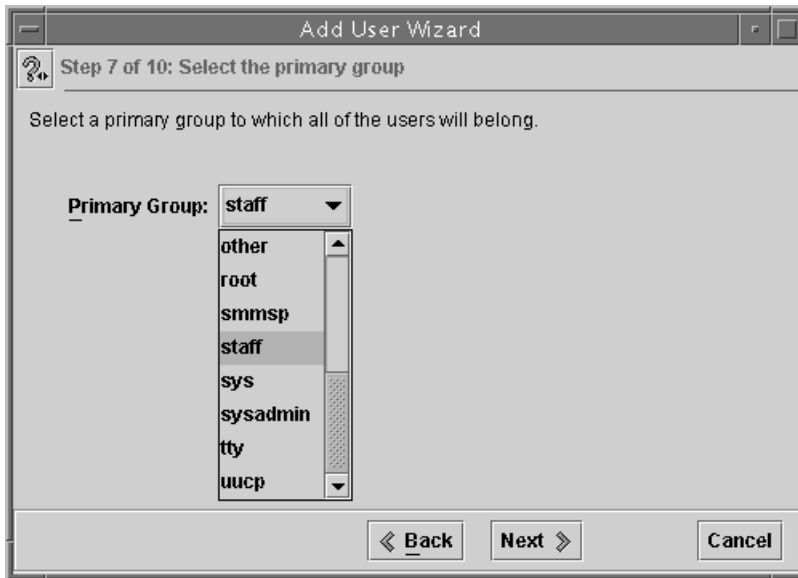 Add User Wizard
Step 7 of 10: Select the primary group
Select a primary group to which all of the users will belong.
Primary Group: staff
other
root
smmsp
staff
sys
sysadmin
tty
uucp
Back Next Cancel